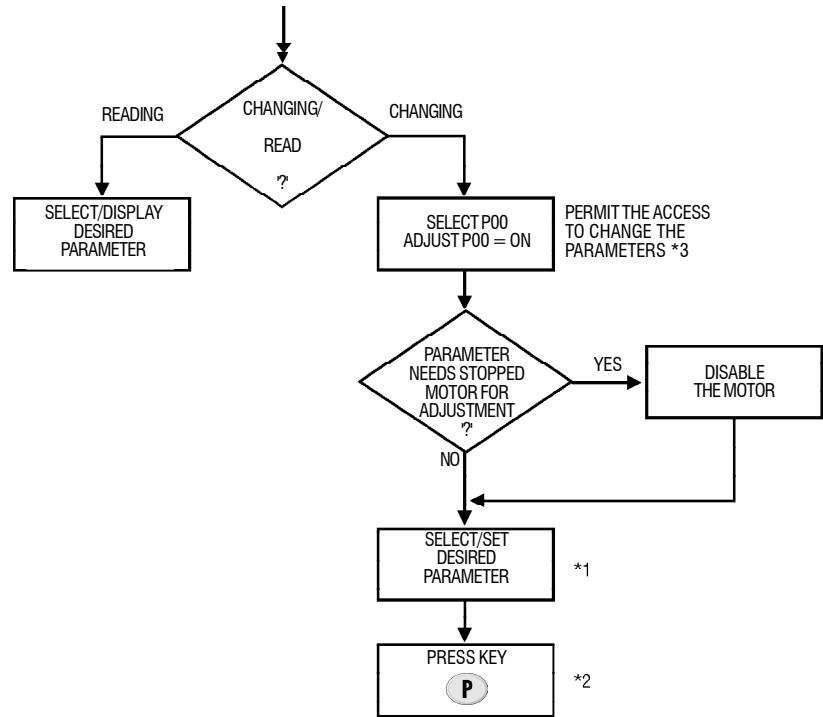 CHANGING/
READ
'?'
READING
CHANGING
SELECT/DISPLAY
DESIRED
PARAMETER
SELECT P00
ADJUST P00 = ON
PERMIT THE ACCESS
TO CHANGE THE
PARAMETERS *3
PARAMETER
NEEDS STOPPED
MOTOR FOR
ADJUSTMENT
'?'
YES
DISABLE
THE MOTOR
NO
SELECT/SET
DESIRED
PARAMETER
*1
PRESS KEY
P
*2